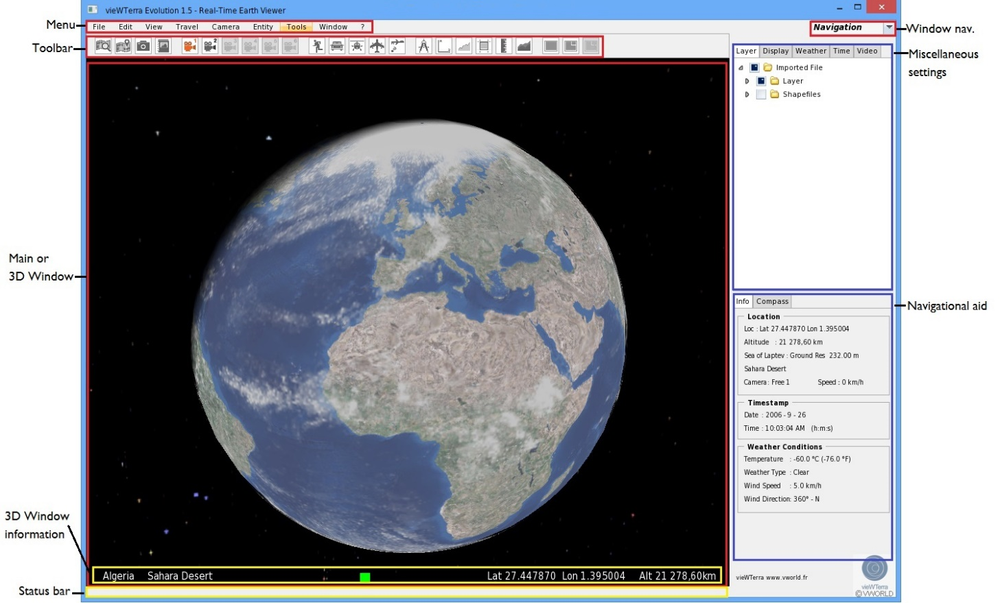 vieWTerra Evolution 1.5 - Real-Time Earth Viewer
Menu
File Edit View Travel Camera Entity Tools Window ?
Navigation
Window nav.
Toolbar
1 2 3 4 5 6
Layer Display Weather Time Video
Miscellaneous
settings
Imported File
Layer
Shapefiles
Main or
3D Window
Info Compass
Navigational aid
Location
Loc : Lat 27.447870 Lon 1.395004
Altitude : 21 278,60 km
Sea of Laptev : Ground Res 232.00 m
Sahara Desert
Camera : Free 1 Speed : 0 km/h
Timestamp
Date : 2006 - 9 - 26
Time : 10:03:04 AM (h:m:s)
Weather Conditions
Temperature : -60.0 °C (-76.0 °F)
Weather Type : Clear
Wind Speed : 5.0 km/h
Wind Direction: 360° - N
3D Window
information
Algeria Sahara Desert Lat 27.447870 Lon 1.395004 Alt 21 278,60km
vieWTerra www.vworld.fr
vieWTerra
© VWORLD
Status bar